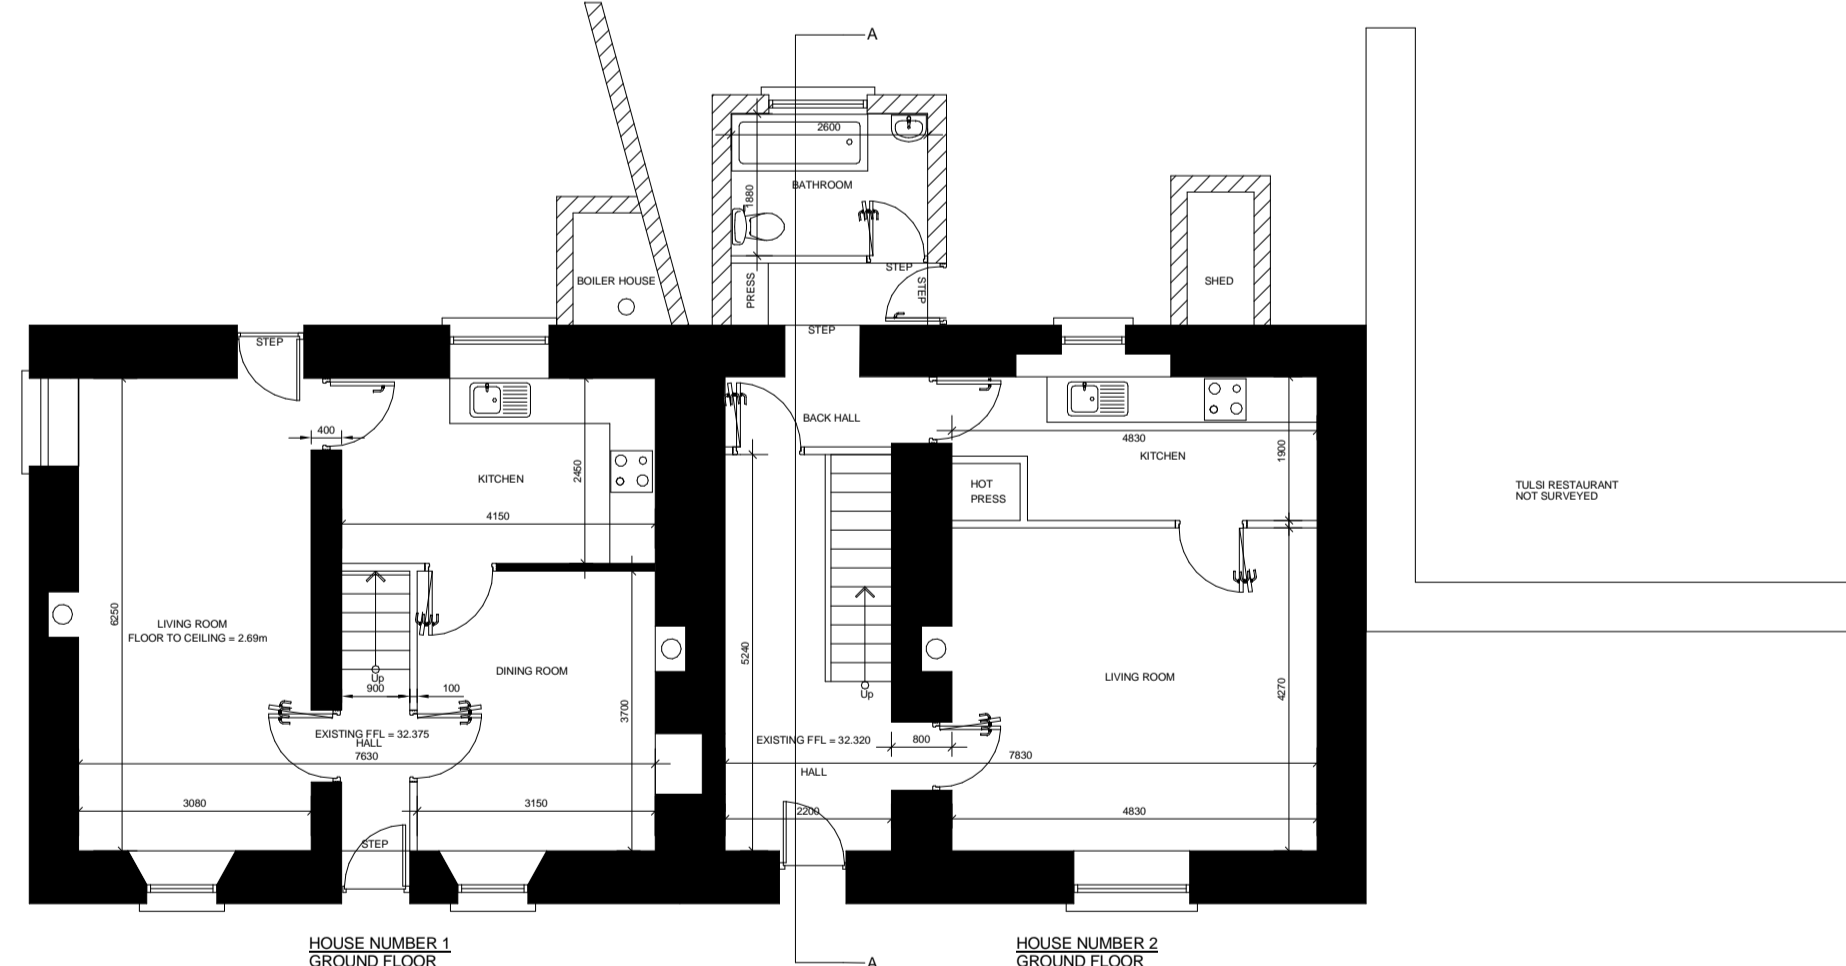 A
2600
BATHROOM
1880
STEP
STEP
PRESS
BOILER HOUSE
SHED
STEP
STEP
400
BACK HALL
4830
1900
KITCHEN
KITCHEN
2450
4150
HOT
PRESS
TULSI RESTAURANT
NOT SURVEYED
6250
LIVING ROOM
FLOOR TO CEILING = 2.69m
DINING ROOM
5240
LIVING ROOM
4270
Up
900
100
Up
3700
EXISTING FFL = 32.375
HALL
7630
EXISTING FFL = 32.320
800
7830
HALL
3080
3150
2200
4830
STEP
HOUSE NUMBER 1
GROUND FLOOR
HOUSE NUMBER 2
GROUND FLOOR
A